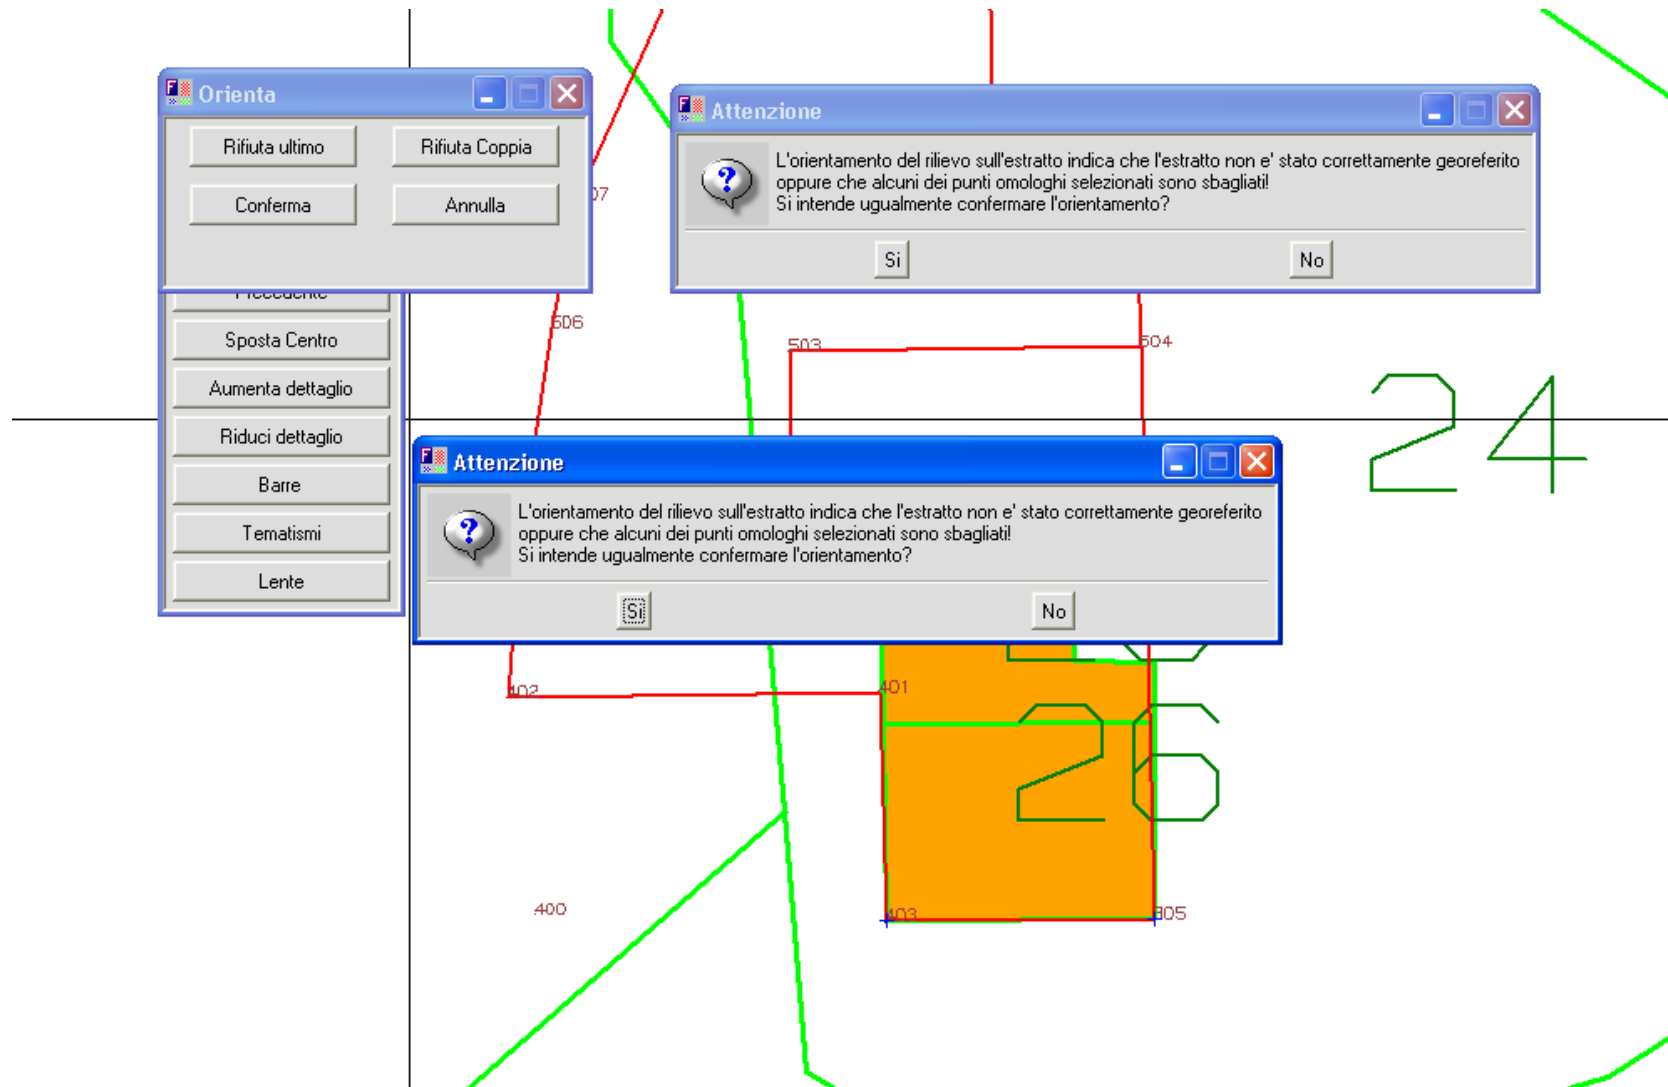 Orienta
Rifiuta ultimo
Rifiuta Coppia
Conferma
Annulla
Precedente
Sposta Centro
Aumenta dettaglio
Riduci dettaglio
Barre
Tematismi
Lente
Attenzione
L'orientamento del rilievo sull'estratto indica che l'estratto non e' stato correttamente georeferito
oppure che alcuni dei punti omologhi selezionati sono sbagliati!
Si intende ugualmente confermare l'orientamento?
Si
No
506
503
504
24
Attenzione
L'orientamento del rilievo sull'estratto indica che l'estratto non e' stato correttamente georeferito
oppure che alcuni dei punti omologhi selezionati sono sbagliati!
Si intende ugualmente confermare l'orientamento?
Si
No
402
401
26
400
403